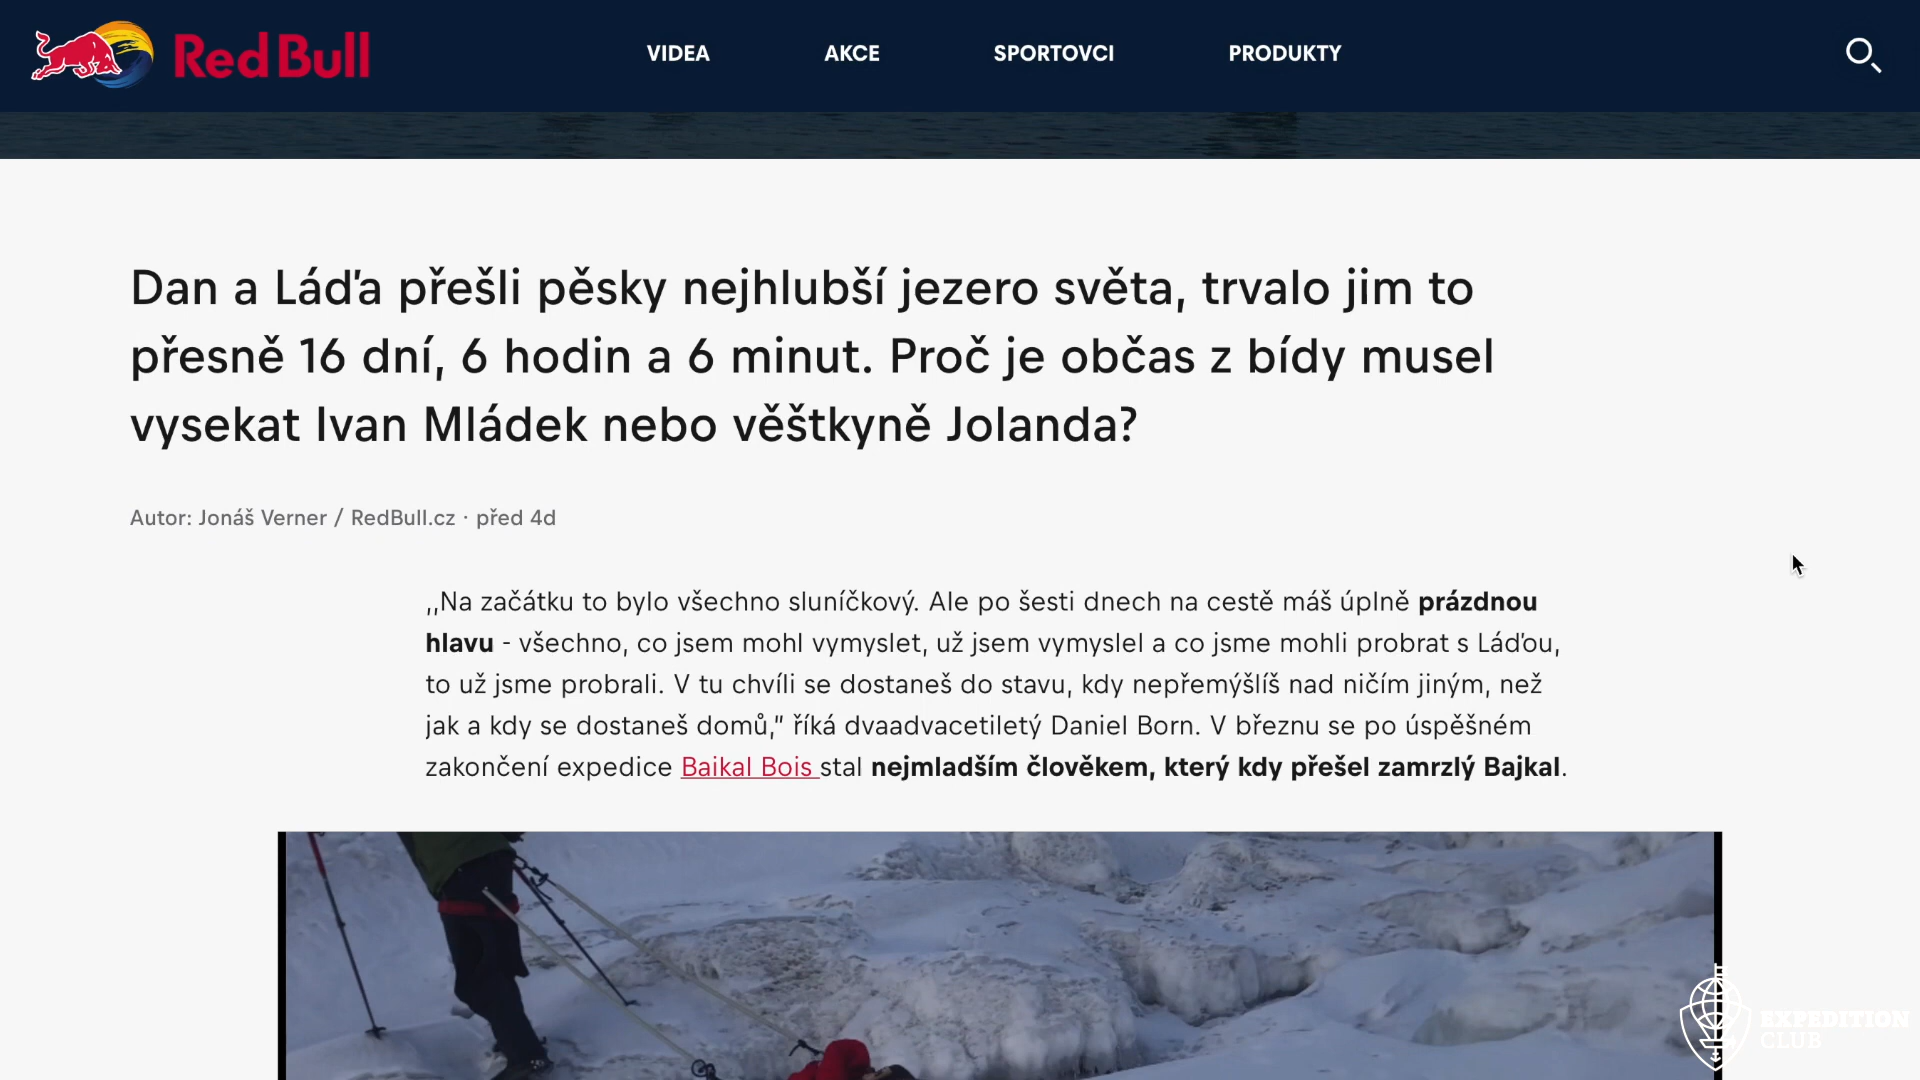 Red Bull
VIDEA
AKCE
SPORTOVCI
PRODUKTY
Dan a Láďa přešli pěsky nejhlubší jezero světa, trvalo jim to
přesně 16 dní, 6 hodin a 6 minut. Proč je občas z bídy musel
vysekat Ivan Mládek nebo věštkyně Jolanda?
Autor: Jonáš Verner / RedBull.cz · před 4d
,,Na začátku to bylo všechno sluníčkový. Ale po šesti dnech na cestě máš úplně prázdnou
hlavu - všechno, co jsem mohl vymyslet, už jsem vymyslel a co jsme mohli probrat s Láďou,
to už jsme probrali. V tu chvíli se dostaneš do stavu, kdy nepřemýšlíš nad ničím jiným, než
jak a kdy se dostaneš domů,” říká dvaadvacetiletý Daniel Born. V březnu se po úspěšném
zakončení expedice Baikal Bois stal nejmladším člověkem, který kdy přešel zamrzlý Bajkal.
EXPEDITION
CLUB